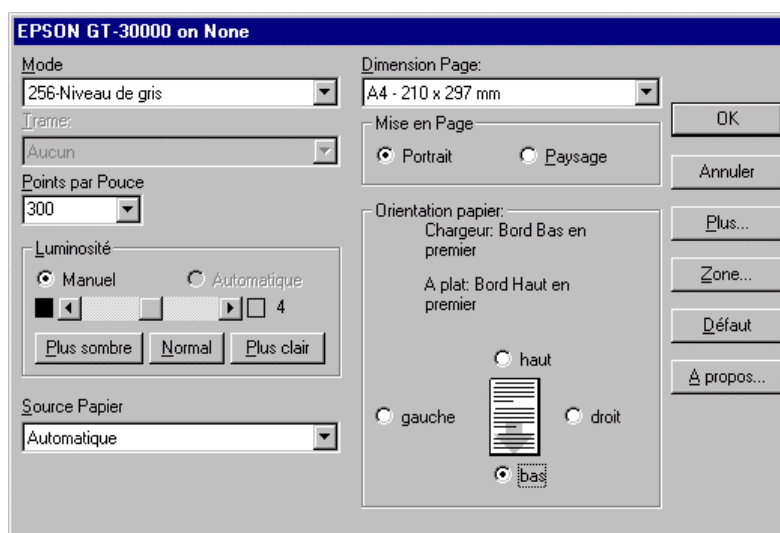 EPSON GT-30000 on None
Mode
256-Niveau de gris
Trame:
Aucun
Points par Pouce
300
Luminosité
Manuel
Automatique
4
Plus sombre
Normal
Plus clair
Source Papier
Automatique
Dimension Page:
A4 - 210 x 297 mm
Mise en Page
Portrait
Paysage
Orientation papier:
Chargeur: Bord Bas en
premier
A plat: Bord Haut en
premier
haut
gauche
droit
bas
OK
Annuler
Plus...
Zone...
Défaut
A propos...